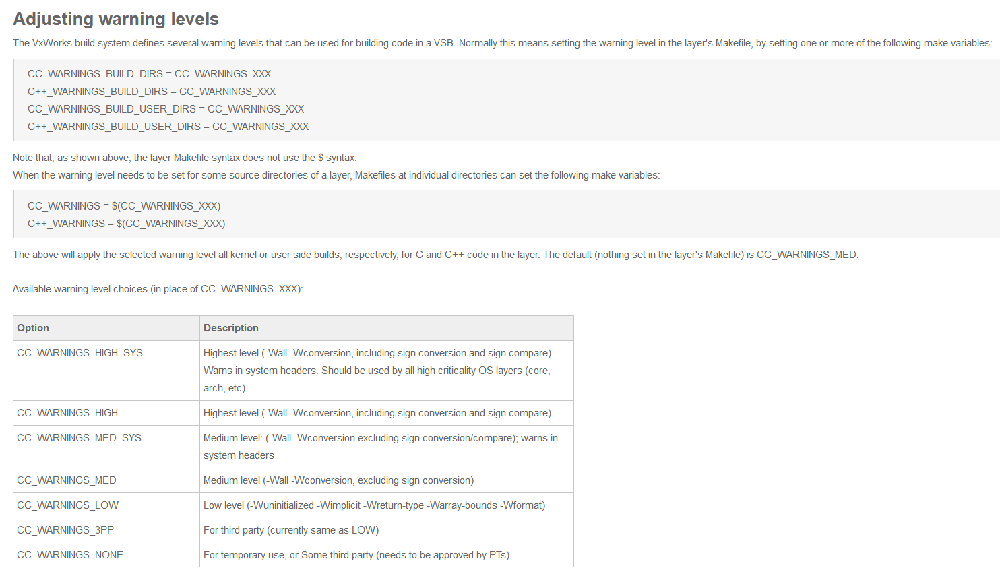 Adjusting warning levels
The VxWorks build system defines several warning levels that can be used for building code in a VSB. Normally this means setting the warning level in the layer's Makefile, by setting one or more of the following make variables:
CC_WARNINGS_BUILD_DIRS = CC_WARNINGS_XXX
C++_WARNINGS_BUILD_DIRS = CC_WARNINGS_XXX
CC_WARNINGS_BUILD_USER_DIRS = CC_WARNINGS_XXX
C++_WARNINGS_BUILD_USER_DIRS = CC_WARNINGS_XXX
Note that, as shown above, the layer Makefile syntax does not use the $ syntax.
When the warning level needs to be set for some source directories of a layer, Makefiles at individual directories can set the following make variables:
CC_WARNINGS = $(CC_WARNINGS_XXX)
C++_WARNINGS = $(CC_WARNINGS_XXX)
The above will apply the selected warning level all kernel or user side builds, respectively, for C and C++ code in the layer. The default (nothing set in the layer's Makefile) is CC_WARNINGS_MED.
Available warning level choices (in place of CC_WARNINGS_XXX):
Option Description
CC_WARNINGS_HIGH_SYS Highest level (-Wall -Wconversion, including sign conversion and sign compare).
Warns in system headers. Should be used by all high criticality OS layers (core,
arch, etc)
CC_WARNINGS_HIGH Highest level (-Wall -Wconversion, including sign conversion and sign compare)
CC_WARNINGS_MED_SYS Medium level: (-Wall -Wconversion excluding sign conversion/compare); warns in
system headers
CC_WARNINGS_MED Medium level (-Wall -Wconversion, excluding sign conversion)
CC_WARNINGS_LOW Low level (-Wuninitialized -Wimplicit -Wreturn-type -Warray-bounds -Wformat)
CC_WARNINGS_3PP For third party (currently same as LOW)
CC_WARNINGS_NONE For temporary use, or Some third party (needs to be approved by PTs).